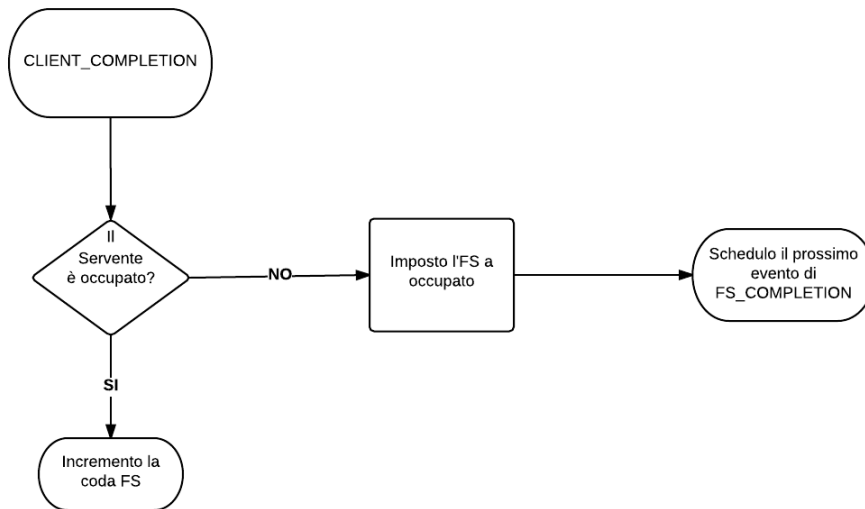 CLIENT_COMPLETION
Il
Servente
è occupato?
NO
Imposto l'FS a
occupato
Schedulo il prossimo
evento di
FS_COMPLETION
SI
Incremento la
coda FS